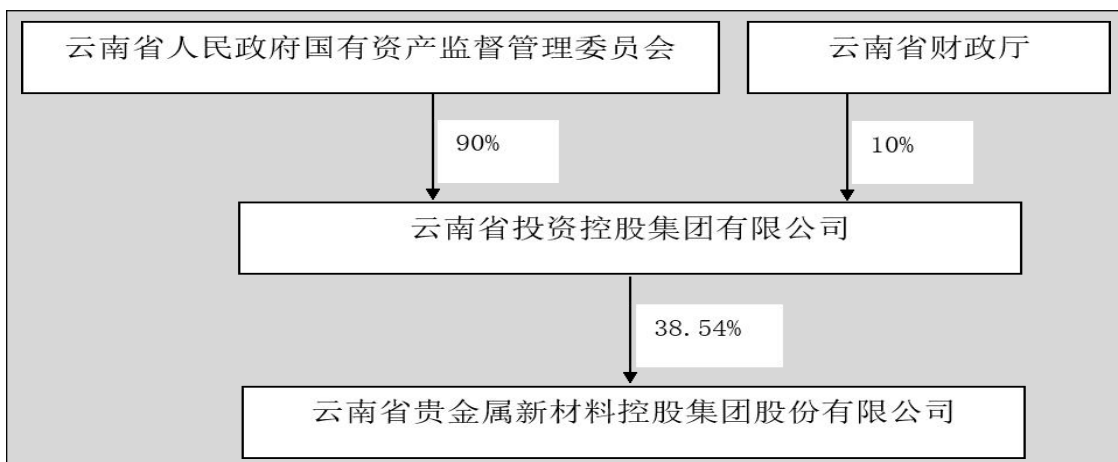 云南省人民政府国有资产监督管理委员会
云南省财政厅
90%
10%
云南省投资控股集团有限公司
38.54%
云南省贵金属新材料控股集团股份有限公司